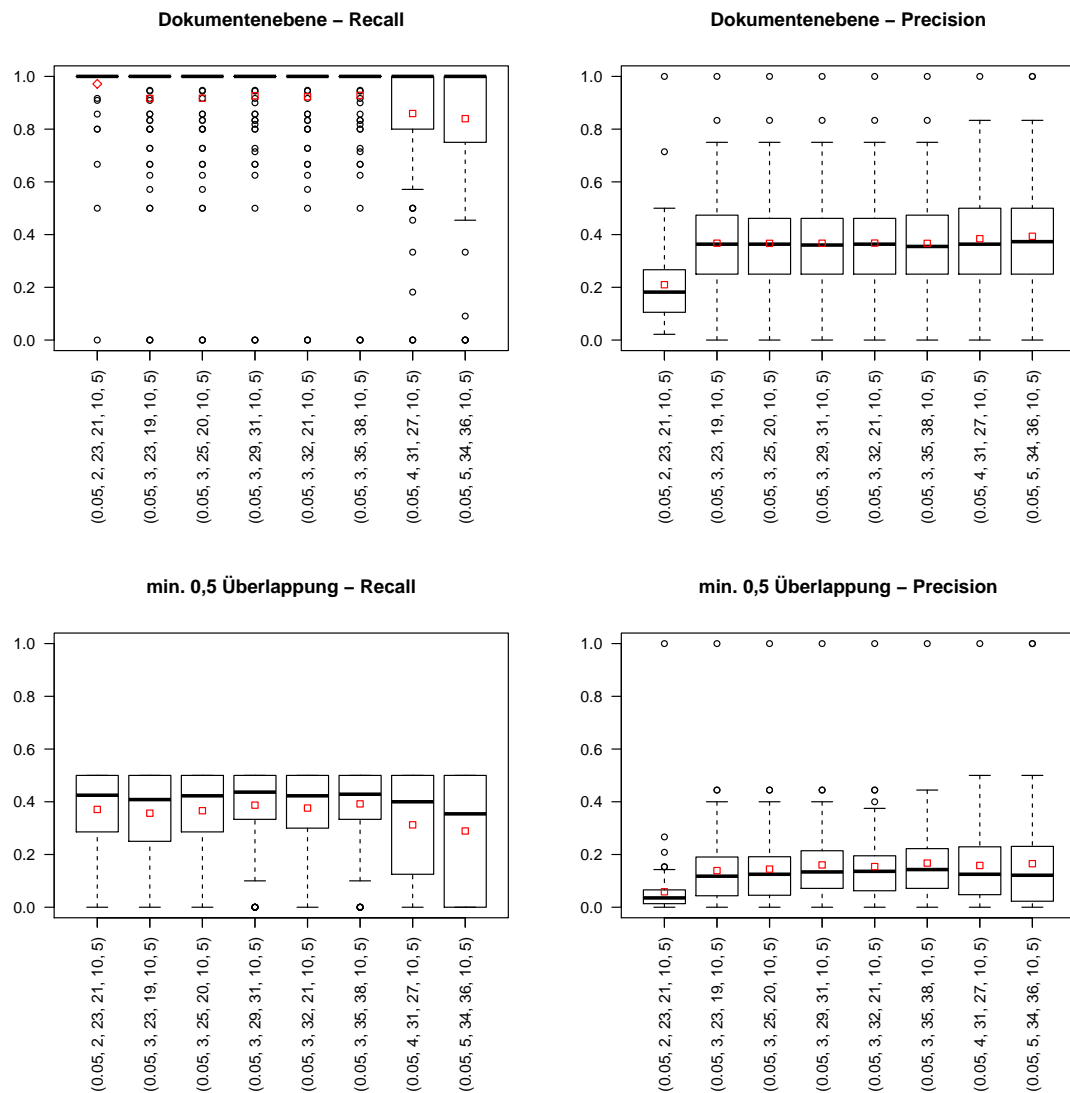 Dokumentenebene – Recall
1.0
0.8
0.6
0.4
0.2
0.0
(0.05, 2, 23, 21, 10, 5)
(0.05, 3, 23, 19, 10, 5)
(0.05, 3, 25, 20, 10, 5)
(0.05, 3, 29, 31, 10, 5)
(0.05, 3, 32, 21, 10, 5)
(0.05, 3, 35, 38, 10, 5)
(0.05, 4, 31, 27, 10, 5)
(0.05, 5, 34, 36, 10, 5)
Dokumentenebene – Precision
1.0
0.8
0.6
0.4
0.2
0.0
(0.05, 2, 23, 21, 10, 5)
(0.05, 3, 23, 19, 10, 5)
(0.05, 3, 25, 20, 10, 5)
(0.05, 3, 29, 31, 10, 5)
(0.05, 3, 32, 21, 10, 5)
(0.05, 3, 35, 38, 10, 5)
(0.05, 4, 31, 27, 10, 5)
(0.05, 5, 34, 36, 10, 5)
min. 0,5 Überlappung – Recall
1.0
0.8
0.6
0.4
0.2
0.0
(0.05, 2, 23, 21, 10, 5)
(0.05, 3, 23, 19, 10, 5)
(0.05, 3, 25, 20, 10, 5)
(0.05, 3, 29, 31, 10, 5)
(0.05, 3, 32, 21, 10, 5)
(0.05, 3, 35, 38, 10, 5)
(0.05, 4, 31, 27, 10, 5)
(0.05, 5, 34, 36, 10, 5)
min. 0,5 Überlappung – Precision
1.0
0.8
0.6
0.4
0.2
0.0
(0.05, 2, 23, 21, 10, 5)
(0.05, 3, 23, 19, 10, 5)
(0.05, 3, 25, 20, 10, 5)
(0.05, 3, 29, 31, 10, 5)
(0.05, 3, 32, 21, 10, 5)
(0.05, 3, 35, 38, 10, 5)
(0.05, 4, 31, 27, 10, 5)
(0.05, 5, 34, 36, 10, 5)